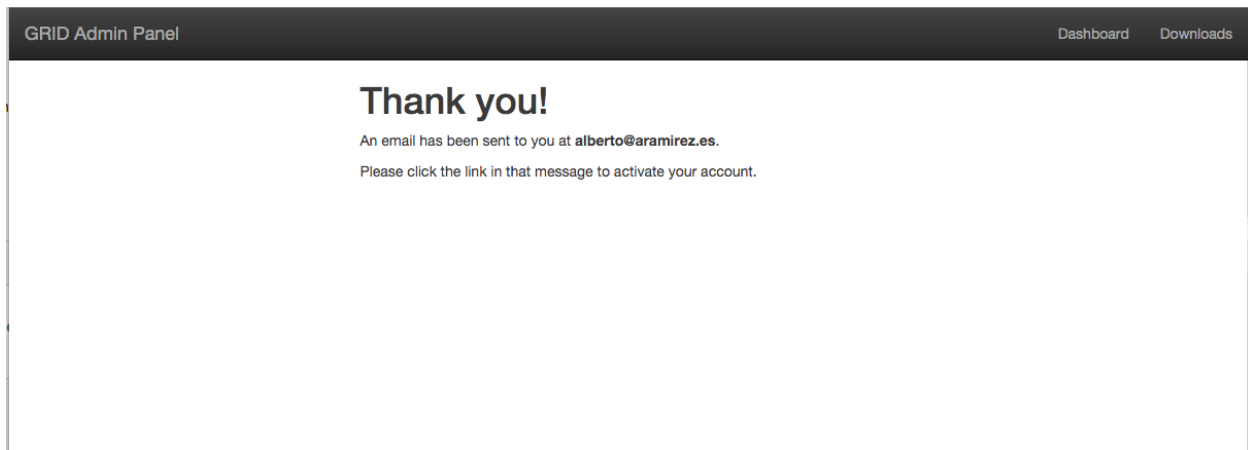 GRID Admin Panel
Dashboard
Downloads
Thank you!
An email has been sent to you at alberto@aramirez.es.
Please click the link in that message to activate your account.